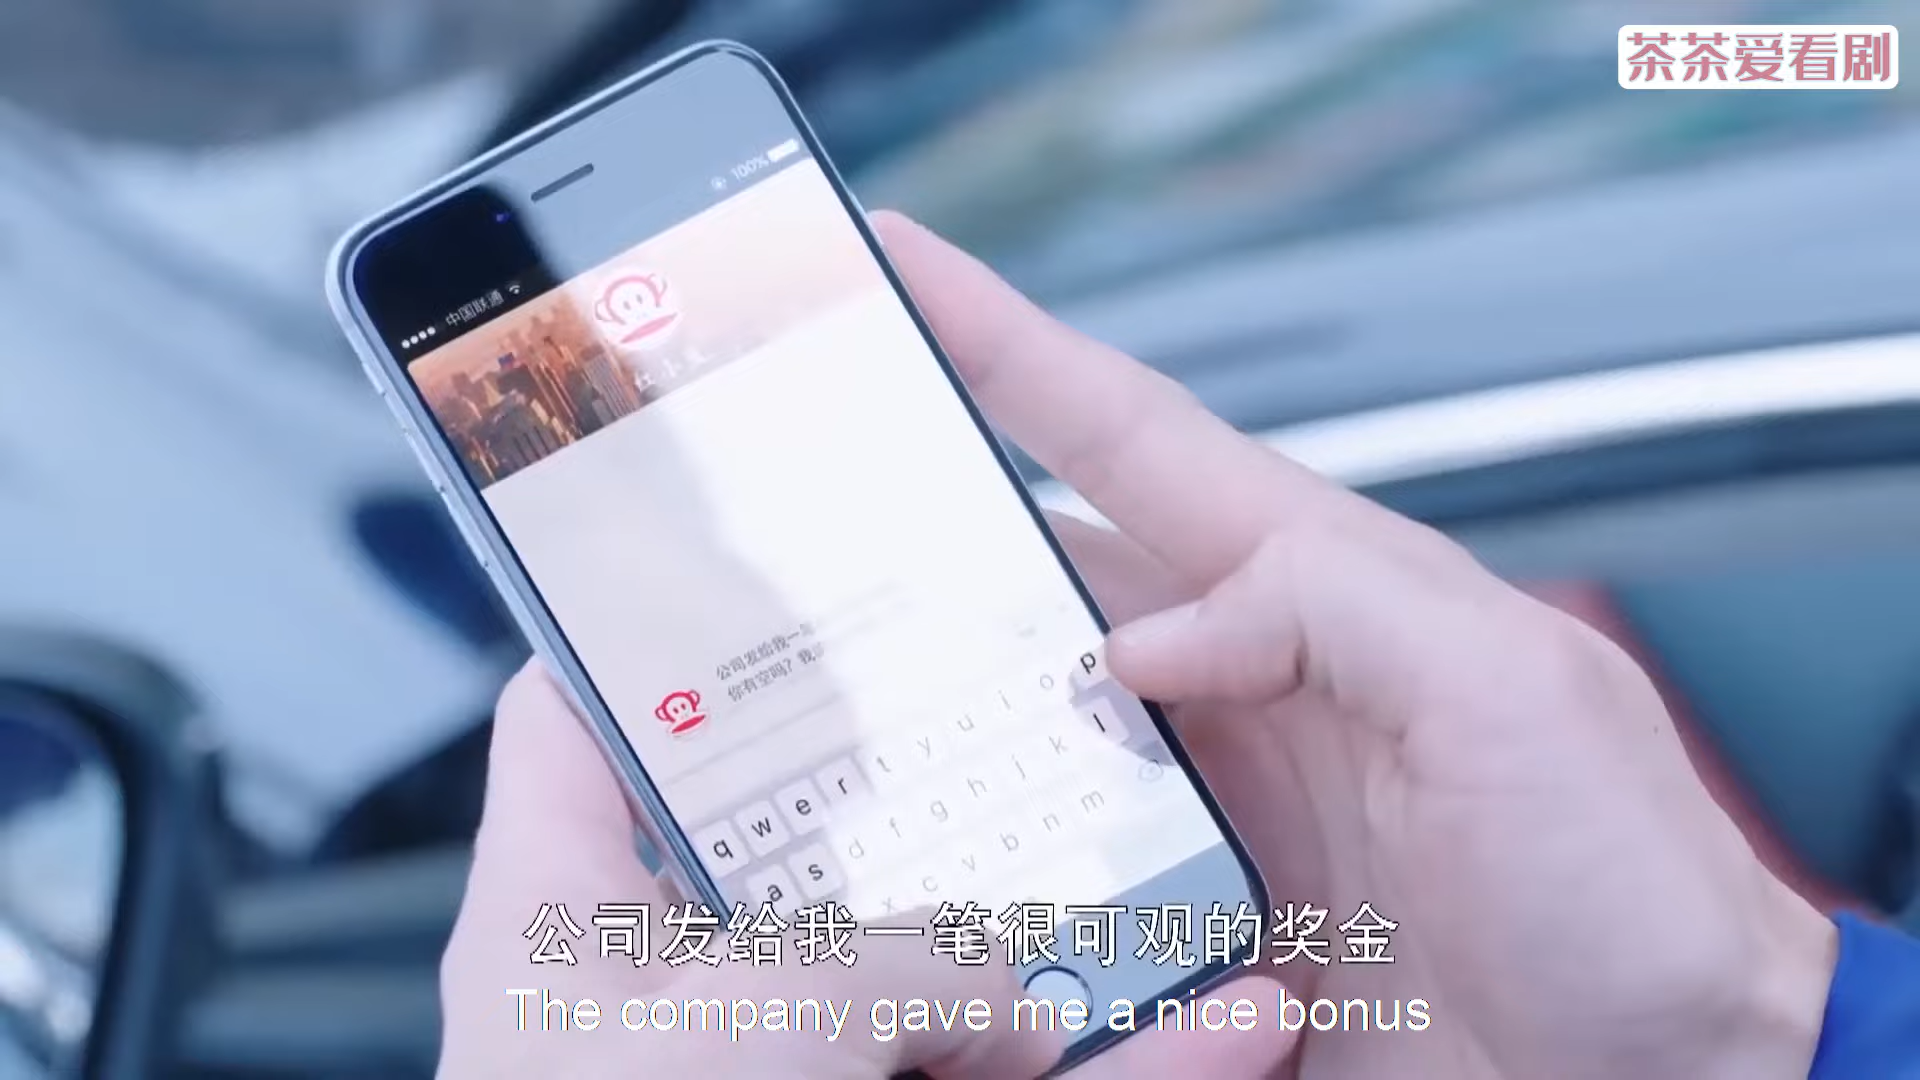 茶茶爱看剧
100%
中国联通
公司发给我一笔
你有空吗？我
q w e r t y u i o p
a s d f g h j k l
x c v b n m
公司发给我一笔很可观的奖金
The company gave me a nice bonus